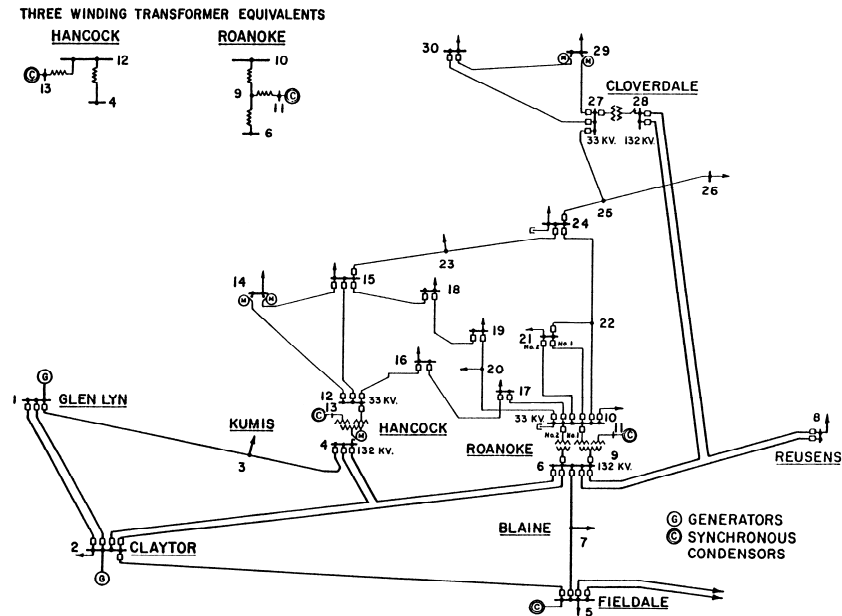 THREE WINDING TRANSFORMER EQUIVALENTS
HANCOCK
ROANOKE
12
C
13
4
10
9
C
11
6
30
29
M
M
CLOVERDALE
27
28
33 KV.
132 KV.
26
25
24
23
14
M
M
15
18
19
22
21
No.2
No.1
16
20
17
12
33 KV.
13
C
HANCOCK
M
4
132 KV.
33 KV.
10
No.2
No.1
11
C
ROANOKE
9
6
132 KV.
8
REUSENS
G
1
GLEN LYN
KUMIS
3
BLAINE
7
G GENERATORS
C SYNCHRONOUS
CONDENSORS
2
CLAYTOR
G
C
5
FIELDALE